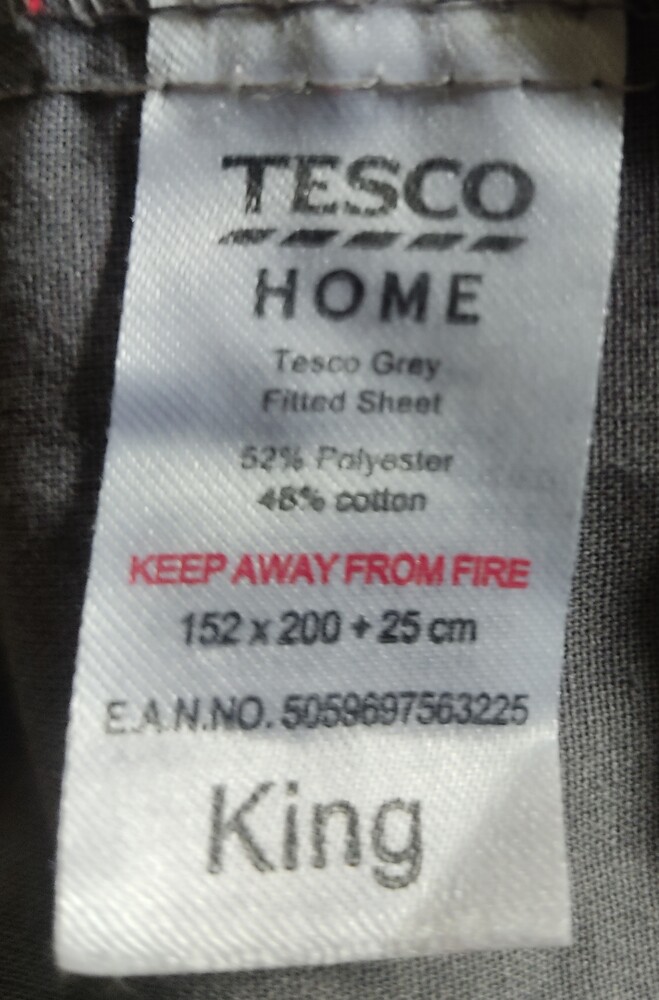 TESCO
HOME
Tesco Grey
Fitted Sheet
52% Polyester
48% cotton
KEEP AWAY FROM FIRE
152 x 200 + 25 cm
E.A.N.NO. 5059697563225
King